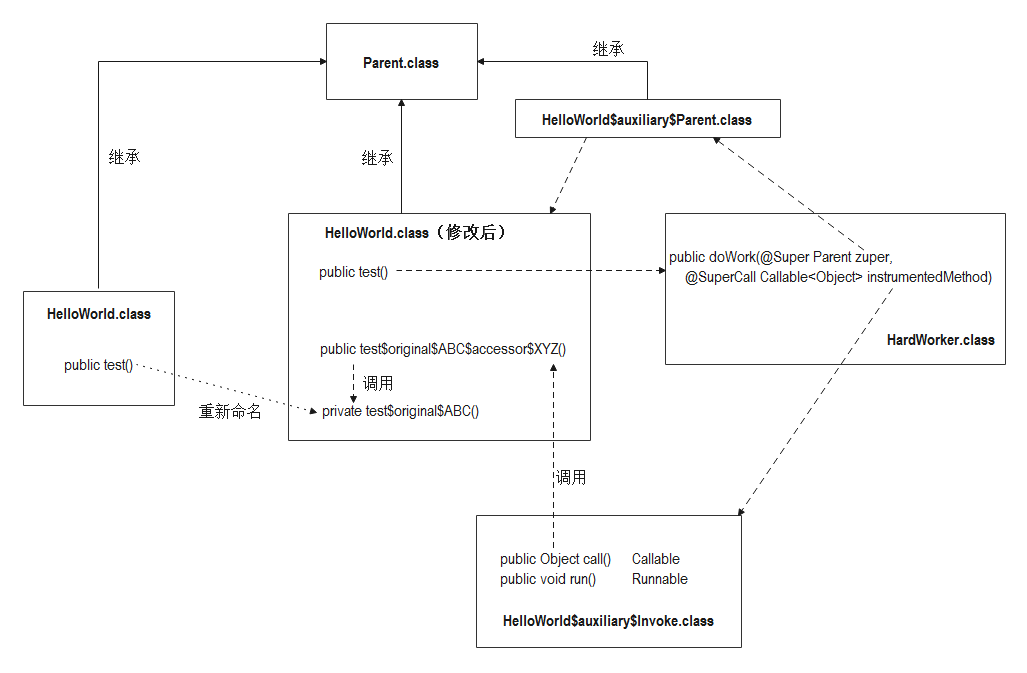 Parent.class
继承
HelloWorld$auxiliary$Parent.class
继承
继承
HelloWorld.class（修改后）
public test()
public doWork(@Super Parent zuper,
@SuperCall Callable<Object> instrumentedMethod)
HardWorker.class
HelloWorld.class
public test()
重新命名
public test$original$ABC$accessor$XYZ()
调用
private test$original$ABC()
调用
public Object call() Callable
public void run() Runnable
HelloWorld$auxiliary$Invoke.class